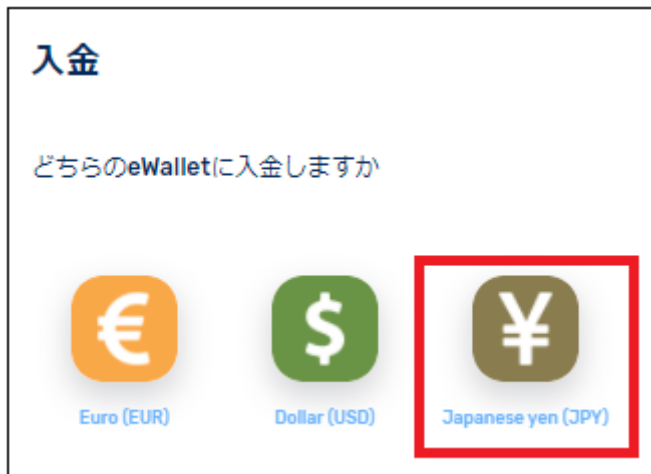 入金
どちらのeWalletに入金しますか
€
$
¥
Euro (EUR)
Dollar (USD)
Japanese yen (JPY)